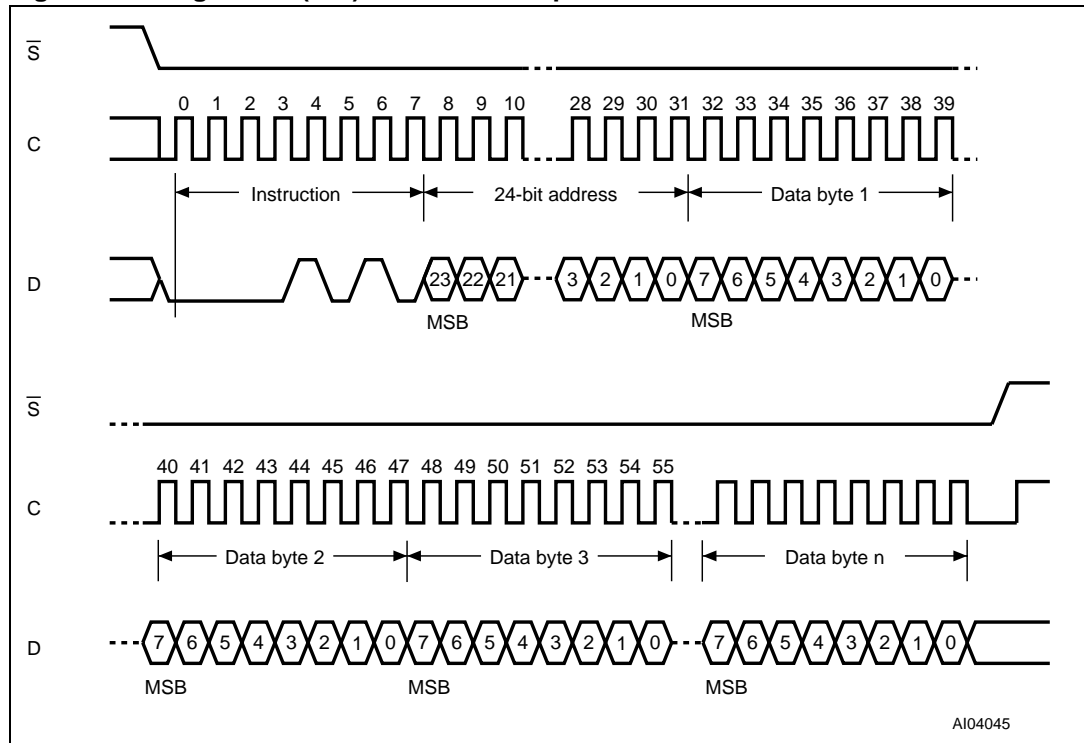 S̅
0 1 2 3 4 5 6 7 8 9 10 28 29 30 31 32 33 34 35 36 37 38 39
C
Instruction 24-bit address Data byte 1
D
23 22 21 3 2 1 0 7 6 5 4 3 2 1 0
MSB MSB
S̅
40 41 42 43 44 45 46 47 48 49 50 51 52 53 54 55
C
Data byte 2 Data byte 3 Data byte n
D
7 6 5 4 3 2 1 0 7 6 5 4 3 2 1 0 7 6 5 4 3 2 1 0
MSB MSB MSB
AI04045